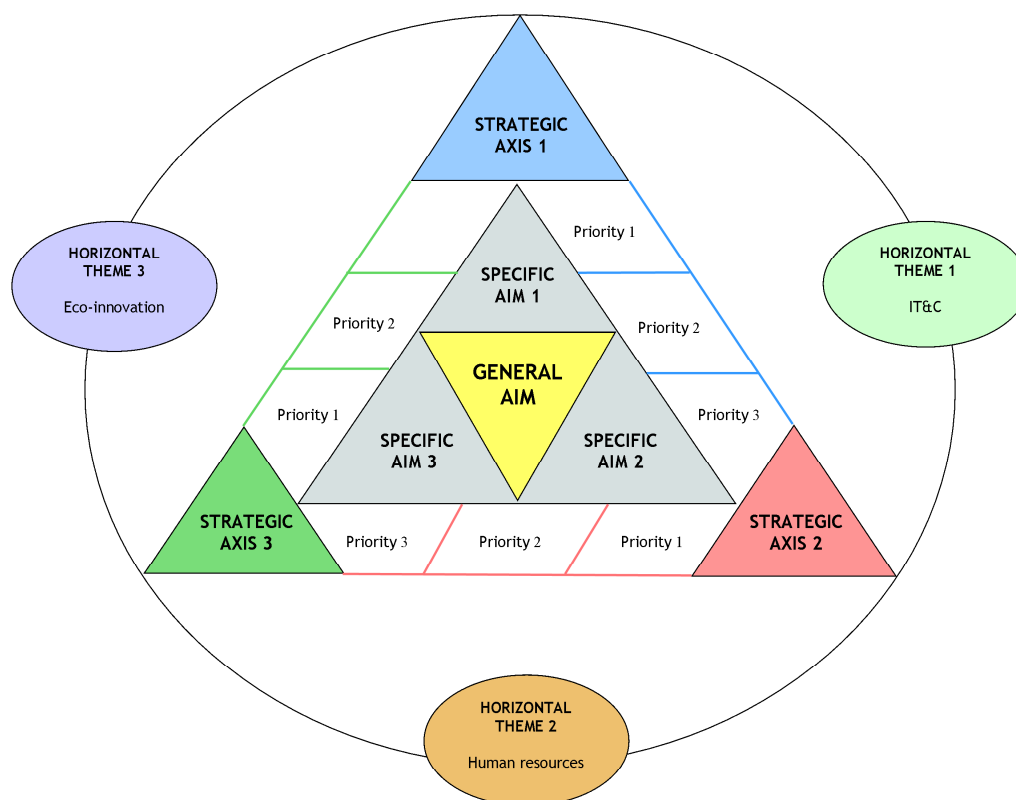 STRATEGIC
AXIS 1
Priority 1
HORIZONTAL
THEME 3
Eco-innovation
HORIZONTAL
THEME 1
IT&C
SPECIFIC
AIM 1
Priority 2
Priority 2
GENERAL
AIM
Priority 1
Priority 3
SPECIFIC
AIM 3
SPECIFIC
AIM 2
STRATEGIC
AXIS 3
STRATEGIC
AXIS 2
Priority 3
Priority 2
Priority 1
HORIZONTAL
THEME 2
Human resources